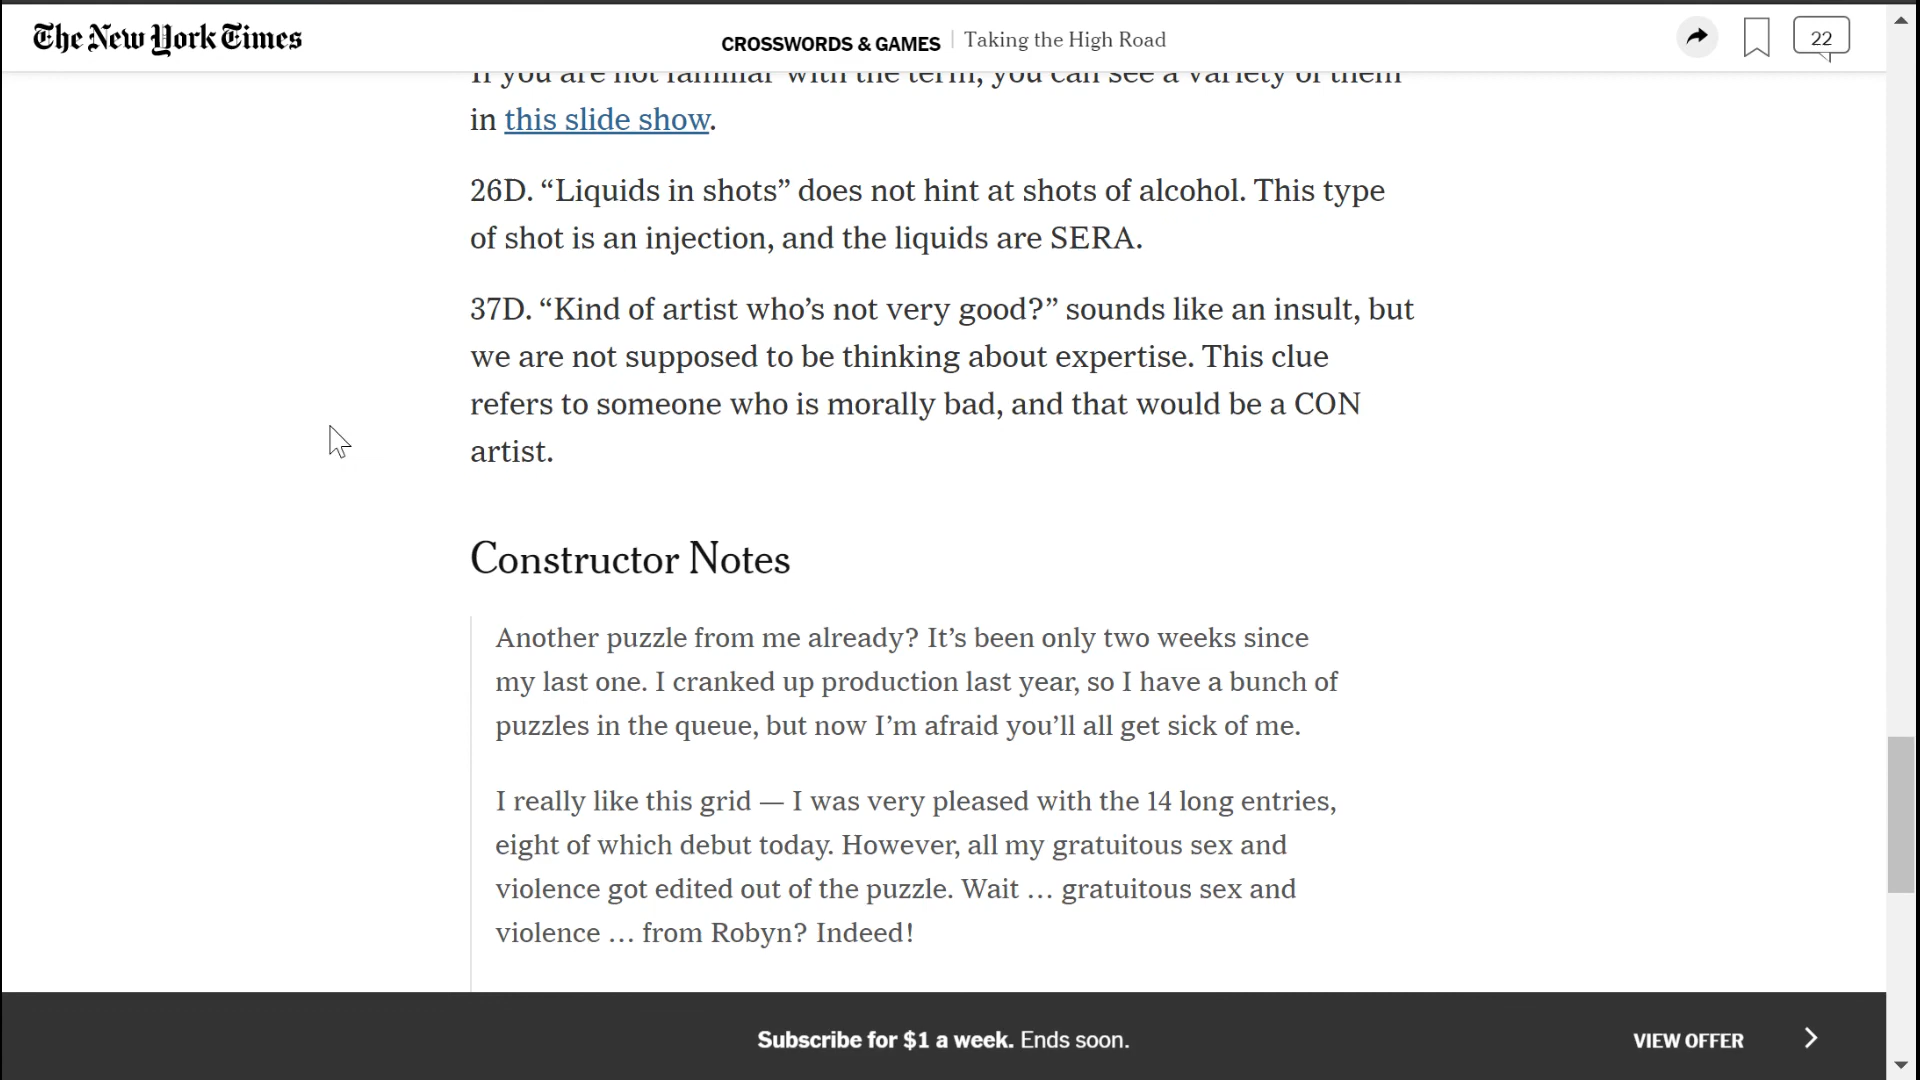 The New York Times
CROSSWORDS & GAMES | Taking the High Road
22
If you are not familiar with the term, you can see a variety of them
in this slide show.
26D. “Liquids in shots” does not hint at shots of alcohol. This type
of shot is an injection, and the liquids are SERA.
37D. “Kind of artist who’s not very good?” sounds like an insult, but
we are not supposed to be thinking about expertise. This clue
refers to someone who is morally bad, and that would be a CON
artist.
Constructor Notes
Another puzzle from me already? It’s been only two weeks since
my last one. I cranked up production last year, so I have a bunch of
puzzles in the queue, but now I’m afraid you’ll all get sick of me.
I really like this grid — I was very pleased with the 14 long entries,
eight of which debut today. However, all my gratuitous sex and
violence got edited out of the puzzle. Wait … gratuitous sex and
violence … from Robyn? Indeed!
Subscribe for $1 a week. Ends soon.
VIEW OFFER